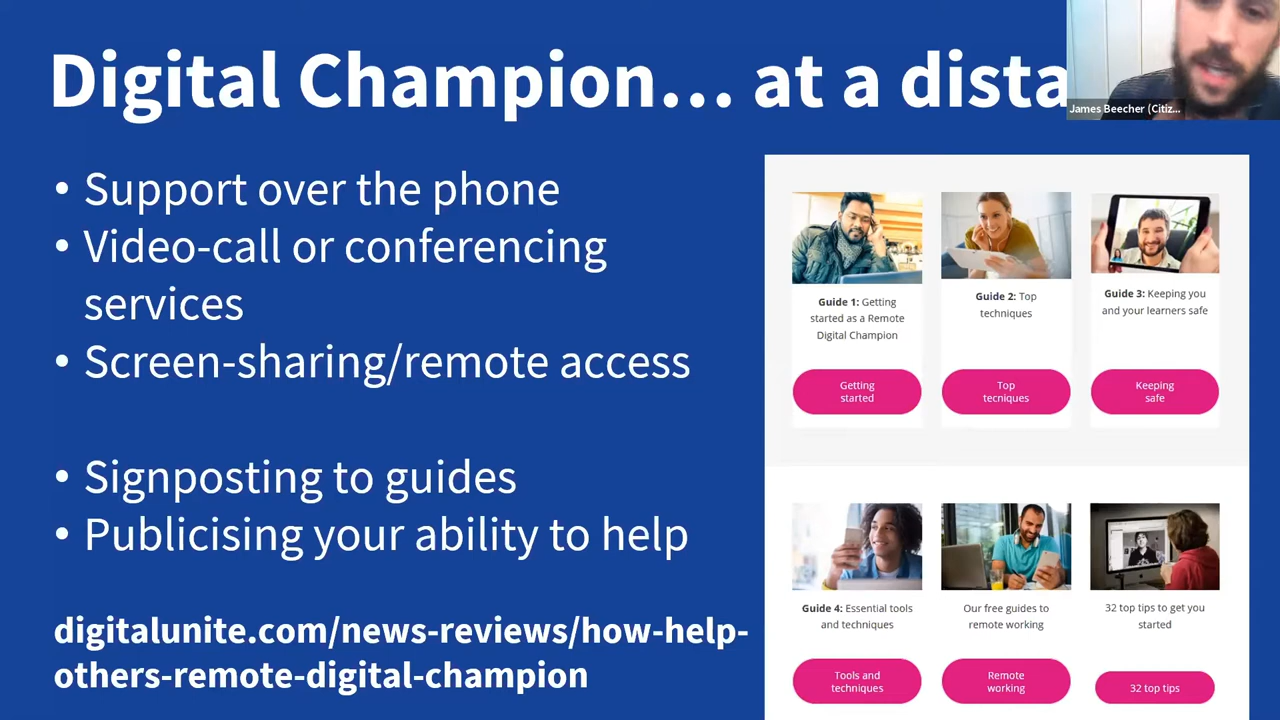 Digital Champion... at a dista
James Beecher (Citiz...
• Support over the phone
• Video-call or conferencing
services
• Screen-sharing/remote access
• Signposting to guides
• Publicising your ability to help
digitalunite.com/news-reviews/how-help-
others-remote-digital-champion
Guide 1: Getting
started as a Remote
Digital Champion
Getting
started
Guide 2: Top
techniques
Top
tecniques
Guide 3: Keeping you
and your learners safe
Keeping
safe
Guide 4: Essential tools
and techniques
Tools and
techniques
Our free guides to
remote working
Remote
working
32 top tips to get you
started
32 top tips